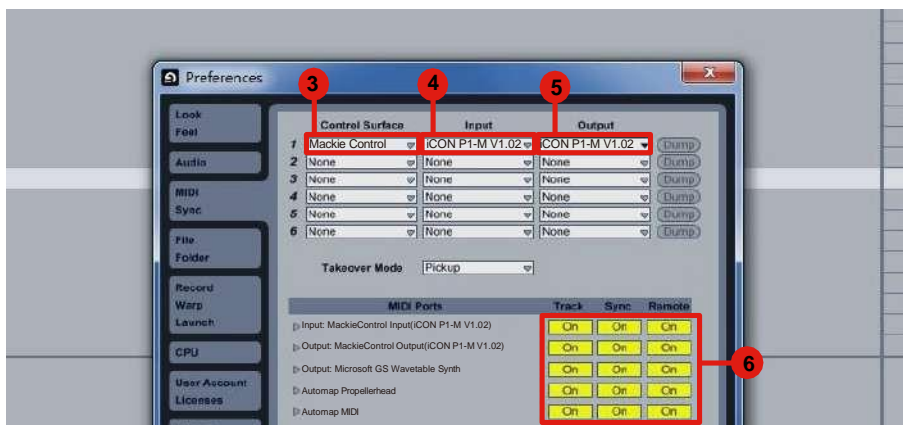 Preferences
X
3 4 5
Look
Feel
Audio
MIDI
Sync
File
Folder
Record
Warp
Launch
CPU
User Account
Licenses
Control Surface Input Output
1 Mackie Control iCON P1-M V1.02 iCON P1-M V1.02 Dump
2 None None None Dump
3 None None None Dump
4 None None None Dump
5 None None None Dump
6 None None None Dump
Takeover Mode Pickup
MIDI Ports Track Sync Remote
Input: MackieControl Input(iCON P1-M V1.02) On On On
Output: MackieControl Output(iCON P1-M V1.02) On On On
Output: Microsoft GS Wavetable Synth On On On
Automap Propellerhead On On On
Automap MIDI On On On
6